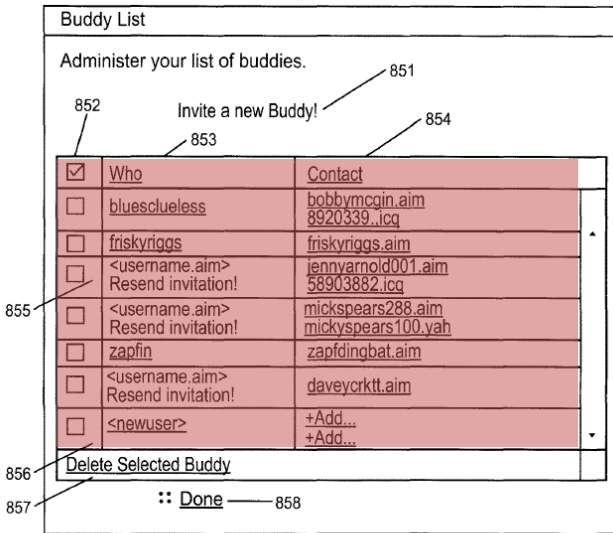 Buddy List
Administer your list of buddies.
851
Invite a new Buddy!
852
853
854
Who Contact
bluesclueless bobbymcgin.aim
8920339.,icq
friskyriggs friskyriggs.aim
<username.aim> jennyarnold001.aim
Resend invitation! 58903882.icq
855
<username.aim> mickspears288.aim
Resend invitation! mickyspears100.yah
zapfin zapfdingbat.aim
<username.aim>
Resend invitation! daveycrktt.aim
<newuser> +Add...
+Add...
856
Delete Selected Buddy
857
:: Done
858